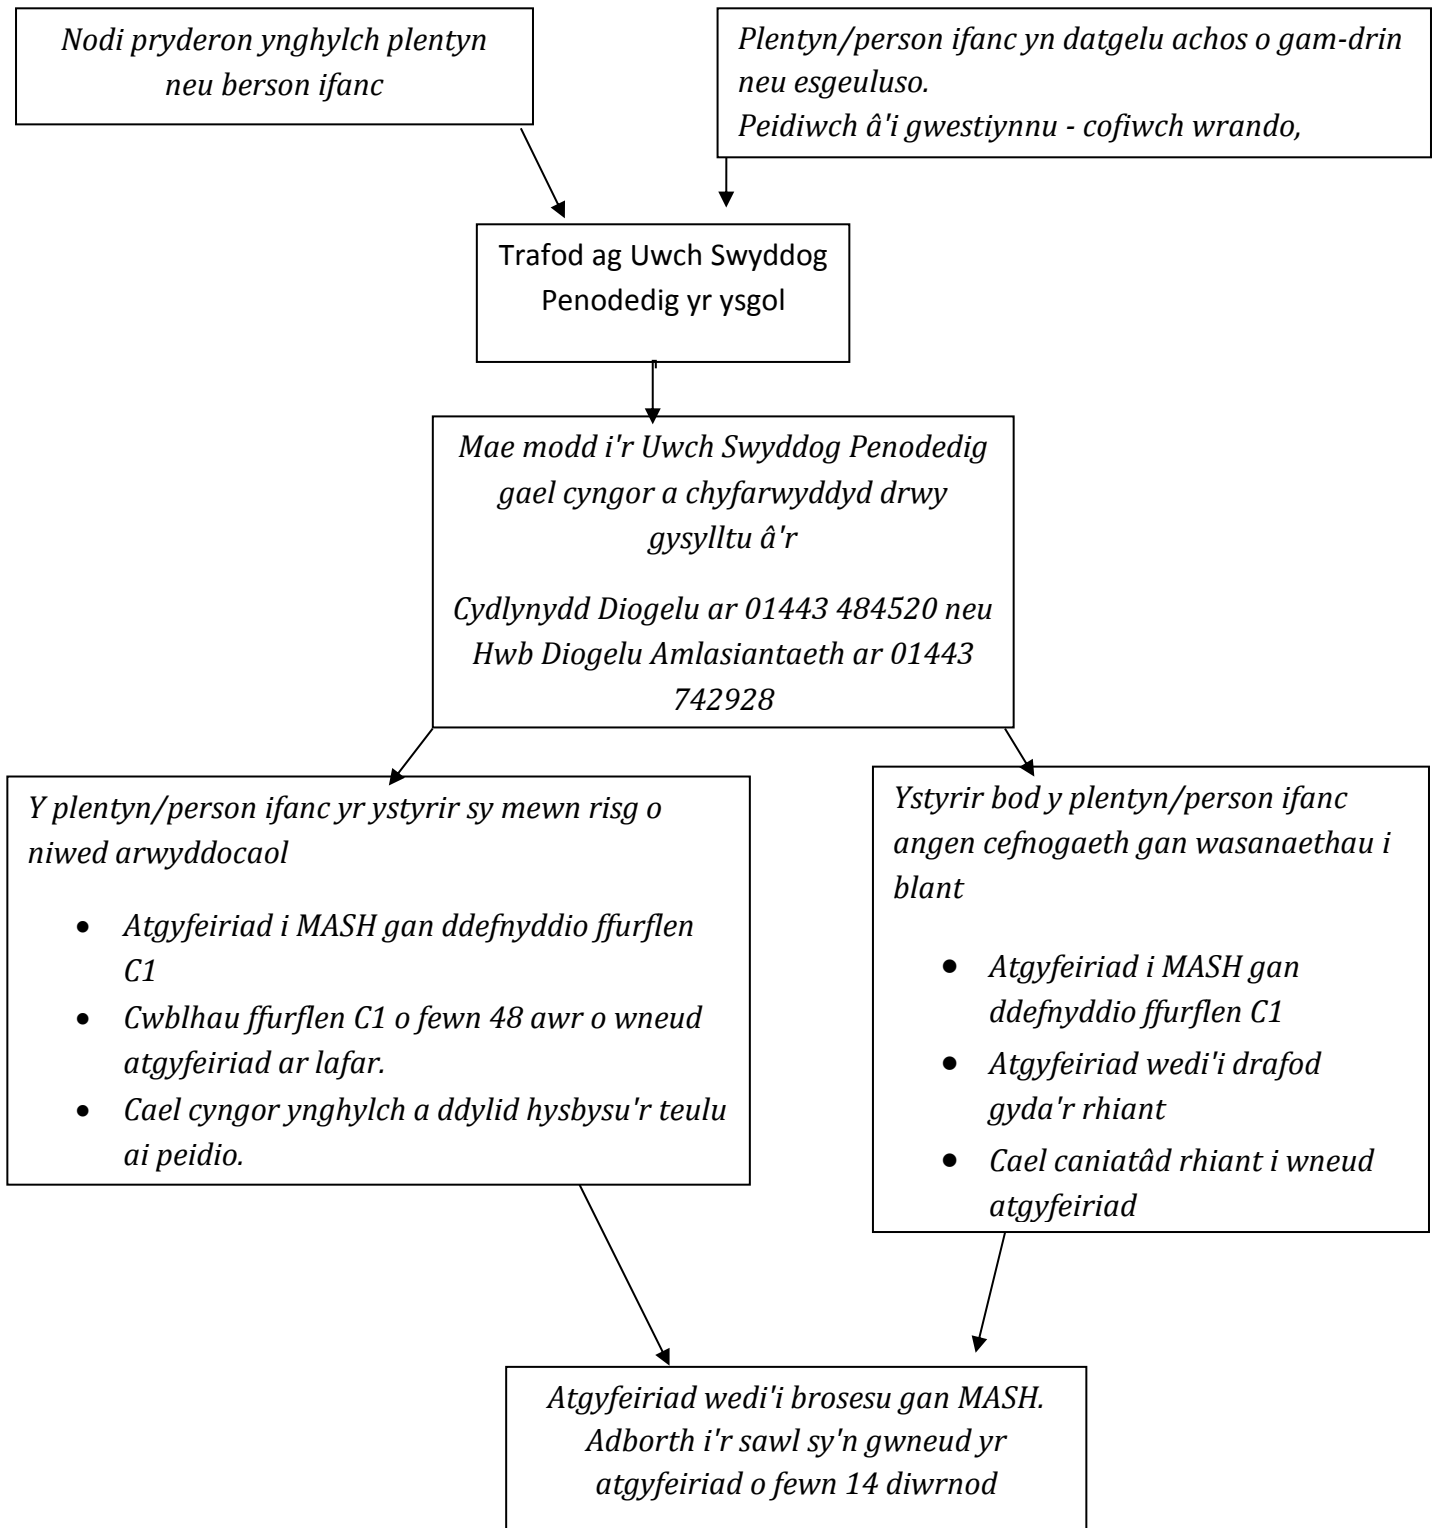 Nodi pryderon ynghylch plentyn
neu berson ifanc
Plentyn/person ifanc yn datgelu achos o gam-drin
neu esgeuluso.
Peidiwch â'i gwestiynnu - cofiwch wrando,
Trafod ag Uwch Swyddog
Penodedig yr ysgol
Mae modd i'r Uwch Swyddog Penodedig
gael cyngor a chyfarwyddyd drwy
gysylltu â'r
Cydlynydd Diogelu ar 01443 484520 neu
Hwb Diogelu Amlasiantaeth ar 01443
742928
Y plentyn/person ifanc yr ystyrir sy mewn risg o
niwed arwyddocaol
• Atgyfeiriad i MASH gan ddefnyddio ffurflen
C1
• Cwblhau ffurflen C1 o fewn 48 awr o wneud
atgyfeiriad ar lafar.
• Cael cyngor ynghylch a ddylid hysbysu'r teulu
ai peidio.
Ystyrir bod y plentyn/person ifanc
angen cefnogaeth gan wasanaethau i
blant
• Atgyfeiriad i MASH gan
ddefnyddio ffurflen C1
• Atgyfeiriad wedi'i drafod
gyda'r rhiant
• Cael caniatâd rhiant i wneud
atgyfeiriad
Atgyfeiriad wedi'i brosesu gan MASH.
Adborth i'r sawl sy'n gwneud yr
atgyfeiriad o fewn 14 diwrnod